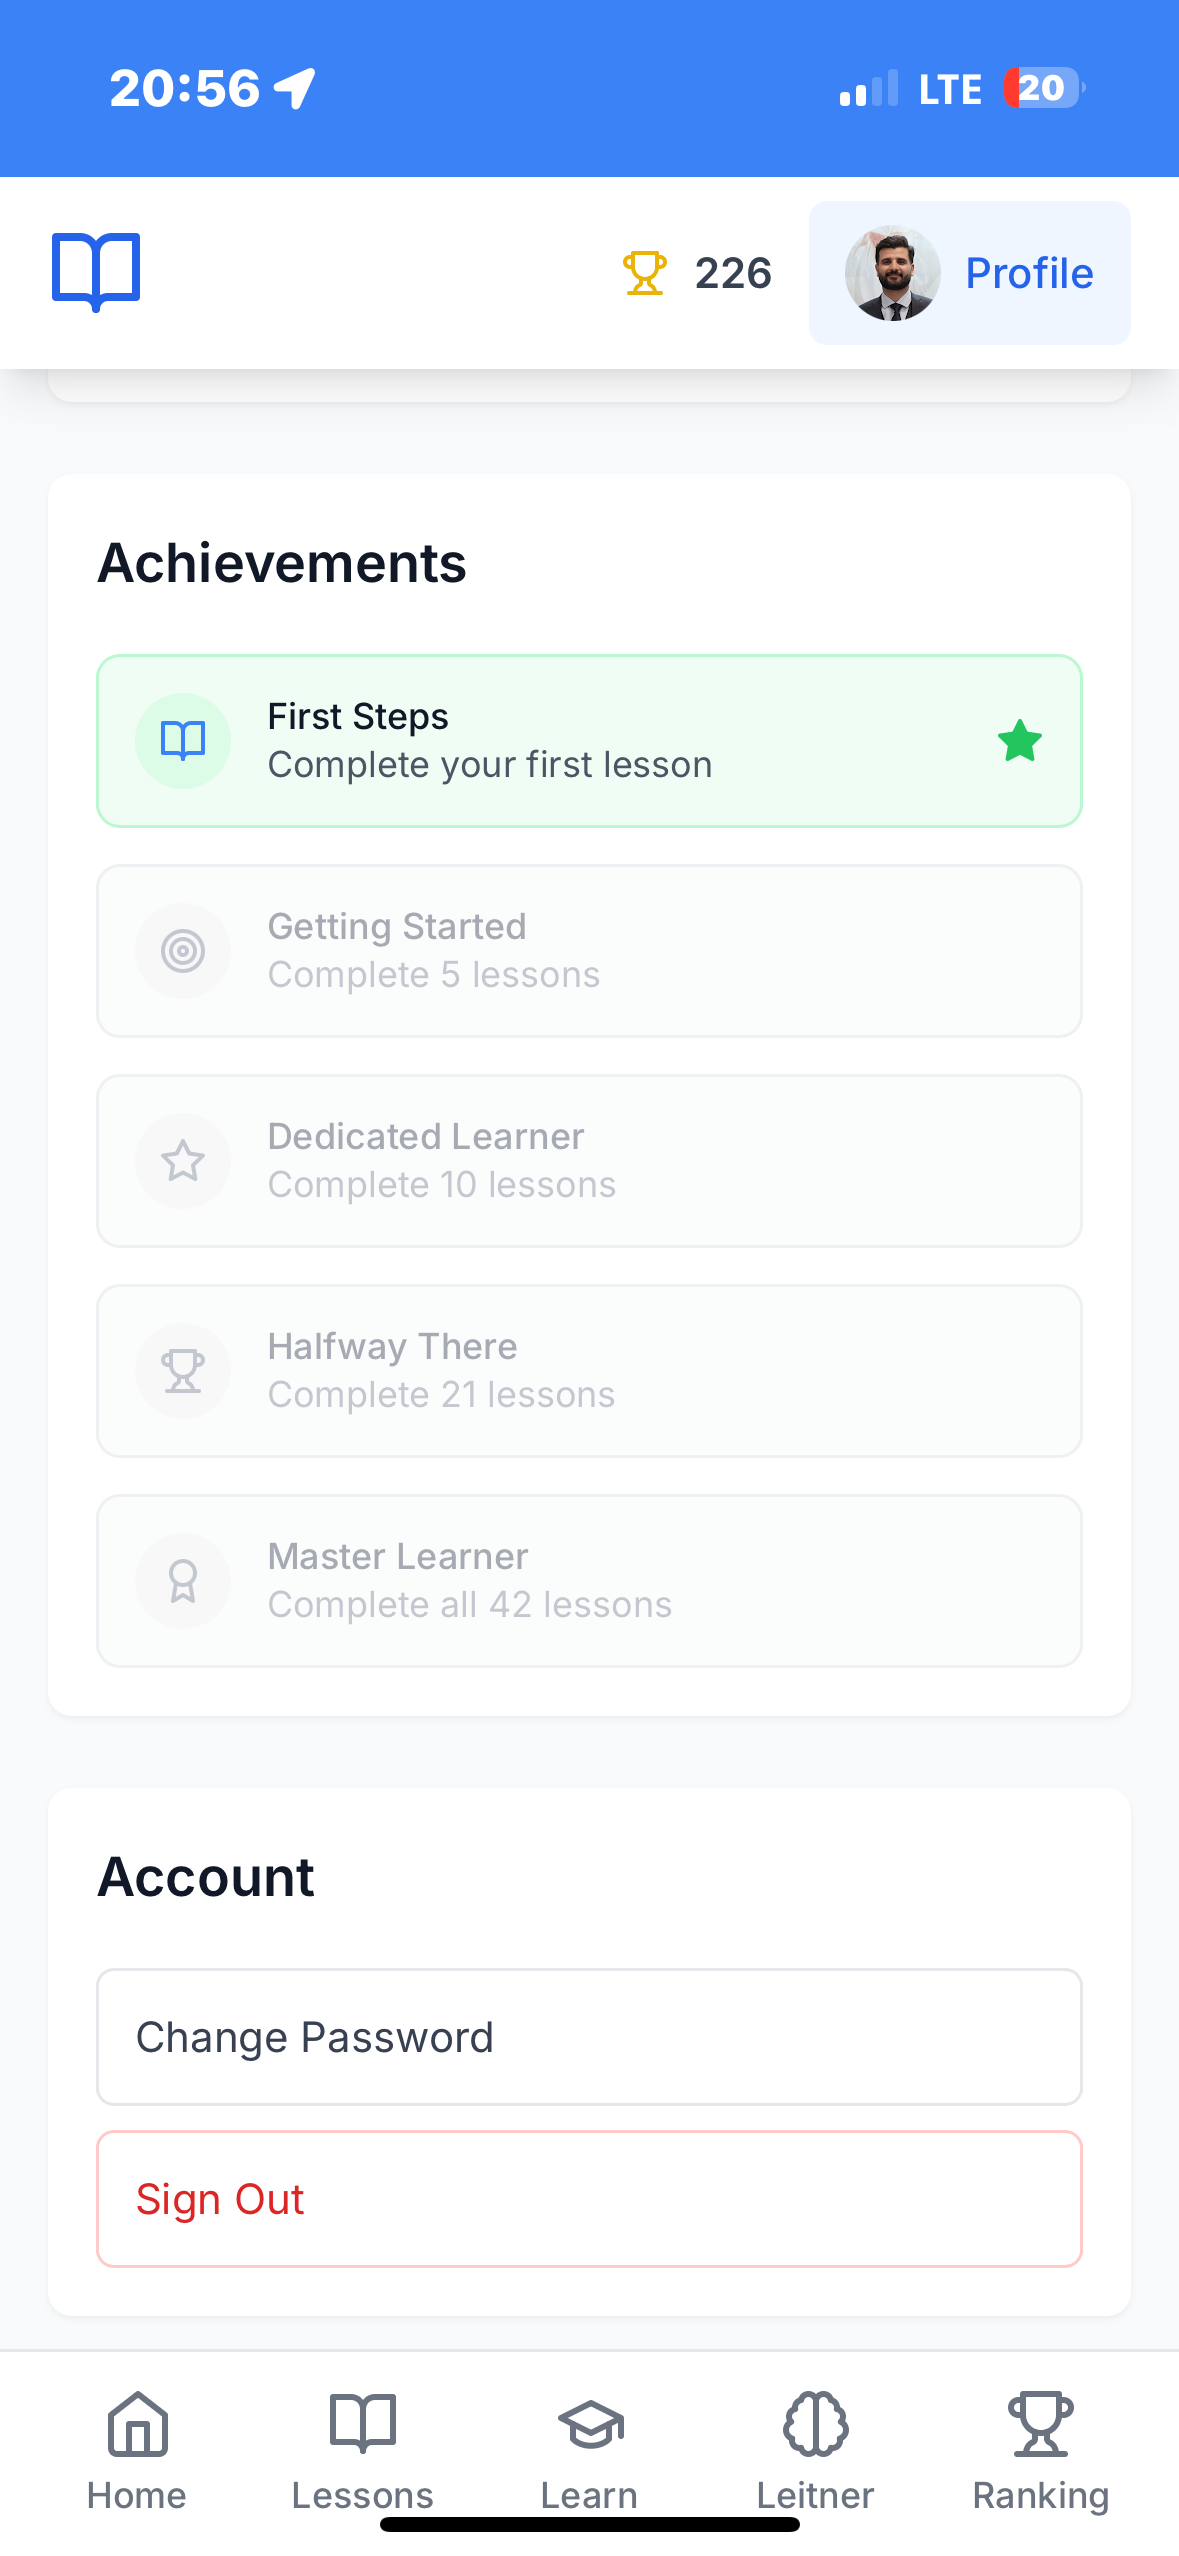 20:56
LTE
20
226
Profile
Achievements
First Steps
Complete your first lesson
Getting Started
Complete 5 lessons
Dedicated Learner
Complete 10 lessons
Halfway There
Complete 21 lessons
Master Learner
Complete all 42 lessons
Account
Change Password
Sign Out
Home
Lessons
Learn
Leitner
Ranking